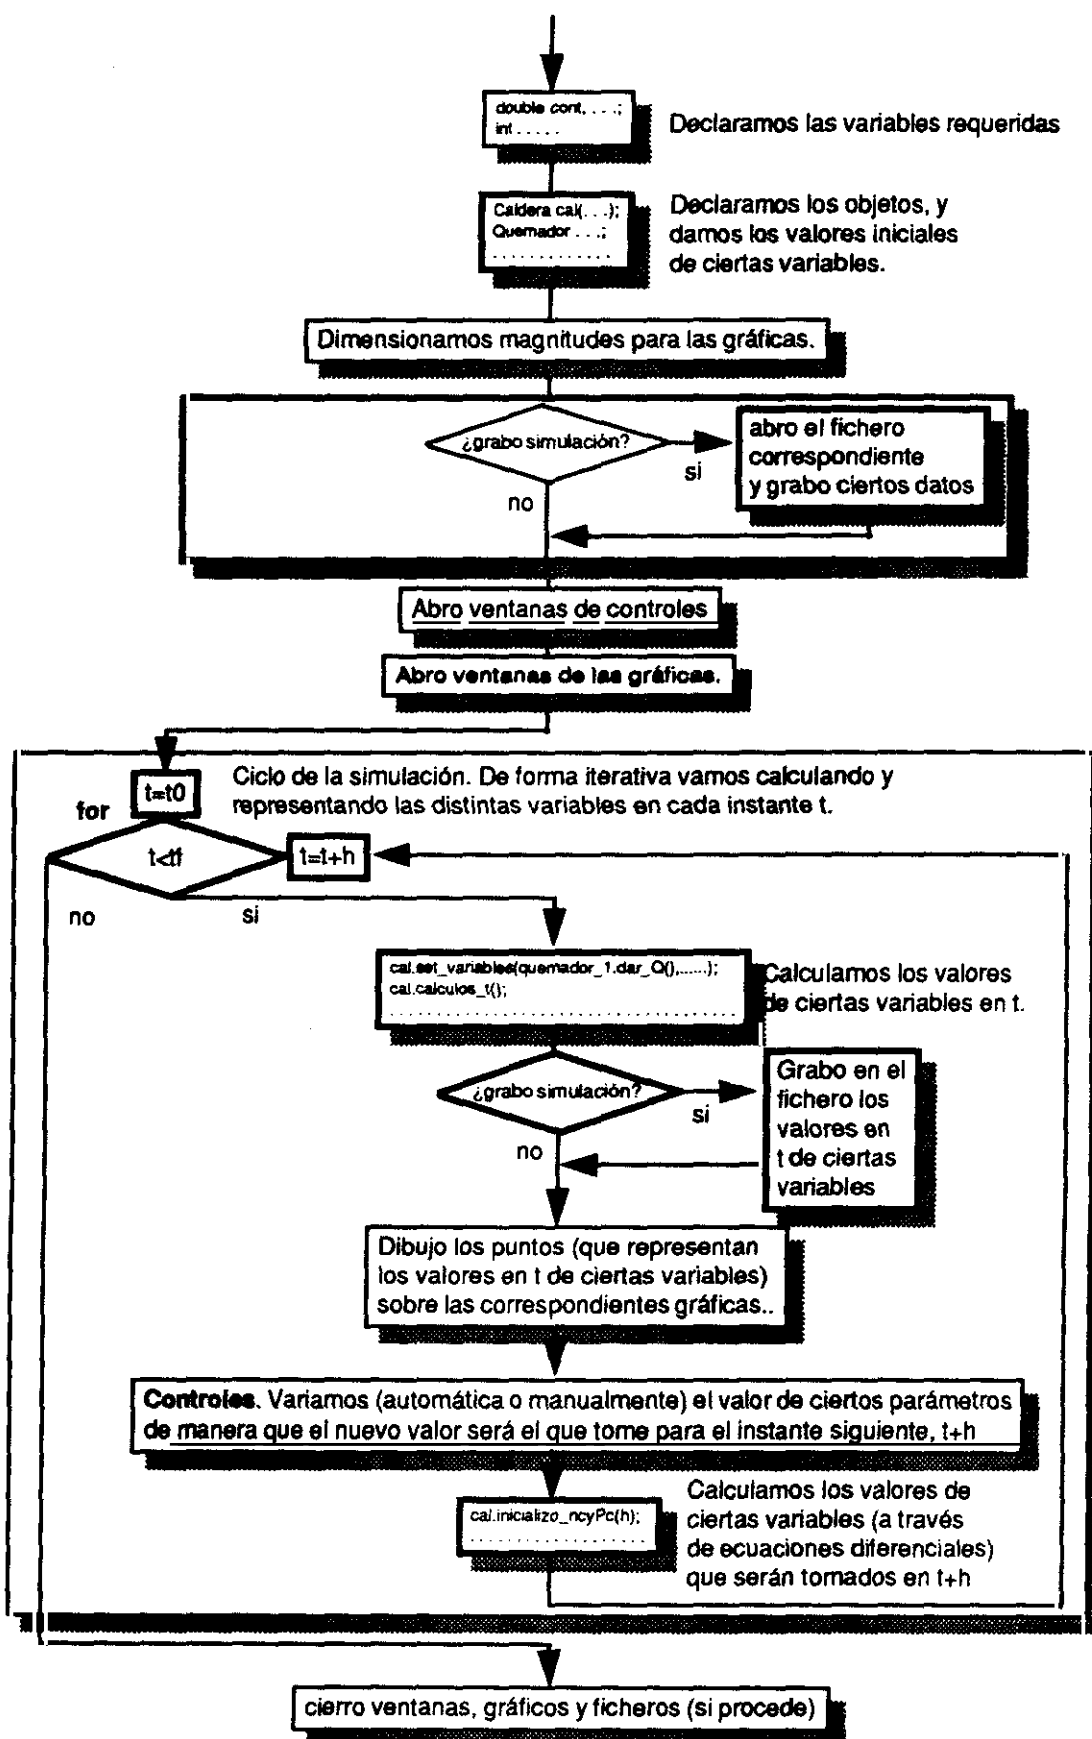 double cont, . . .;
int . . . . .
Declaramos las variables requeridas
Caldera cal(. . .);
Quemador . . .;
. . . . . . . . . . . . .
Declaramos los objetos, y
damos los valores iniciales
de ciertas variables.
Dimensionamos magnitudes para las gráficas.
¿grabo simulación?
si
no
abro el fichero
correspondiente
y grabo ciertos datos
Abro ventanas de controles
Abro ventanas de las gráficas.
Ciclo de la simulación. De forma iterativa vamos calculando y
representando las distintas variables en cada instante t.
t=t0
for
t<tf
t=t+h
no
si
cal.set_variables(quemador_1.dar_Q(),......);
cal.calculos_t();
. . . . . . . . . . . . . . . . . . . . . . . . . . . . . . . . . . .
Calculamos los valores
de ciertas variables en t.
¿grabo simulación?
si
no
Grabo en el
fichero los
valores en
t de ciertas
variables
Dibujo los puntos (que representan
los valores en t de ciertas variables)
sobre las correspondientes gráficas..
Controles. Variamos (automática o manualmente) el valor de ciertos parámetros
de manera que el nuevo valor será el que tome para el instante siguiente, t+h
cal.inicializo_ncyPc(h);
. . . . . . . . . . . . . . . . . . .
Calculamos los valores de
ciertas variables (a través
de ecuaciones diferenciales)
que serán tomados en t+h
cierro ventanas, gráficos y ficheros (si procede)